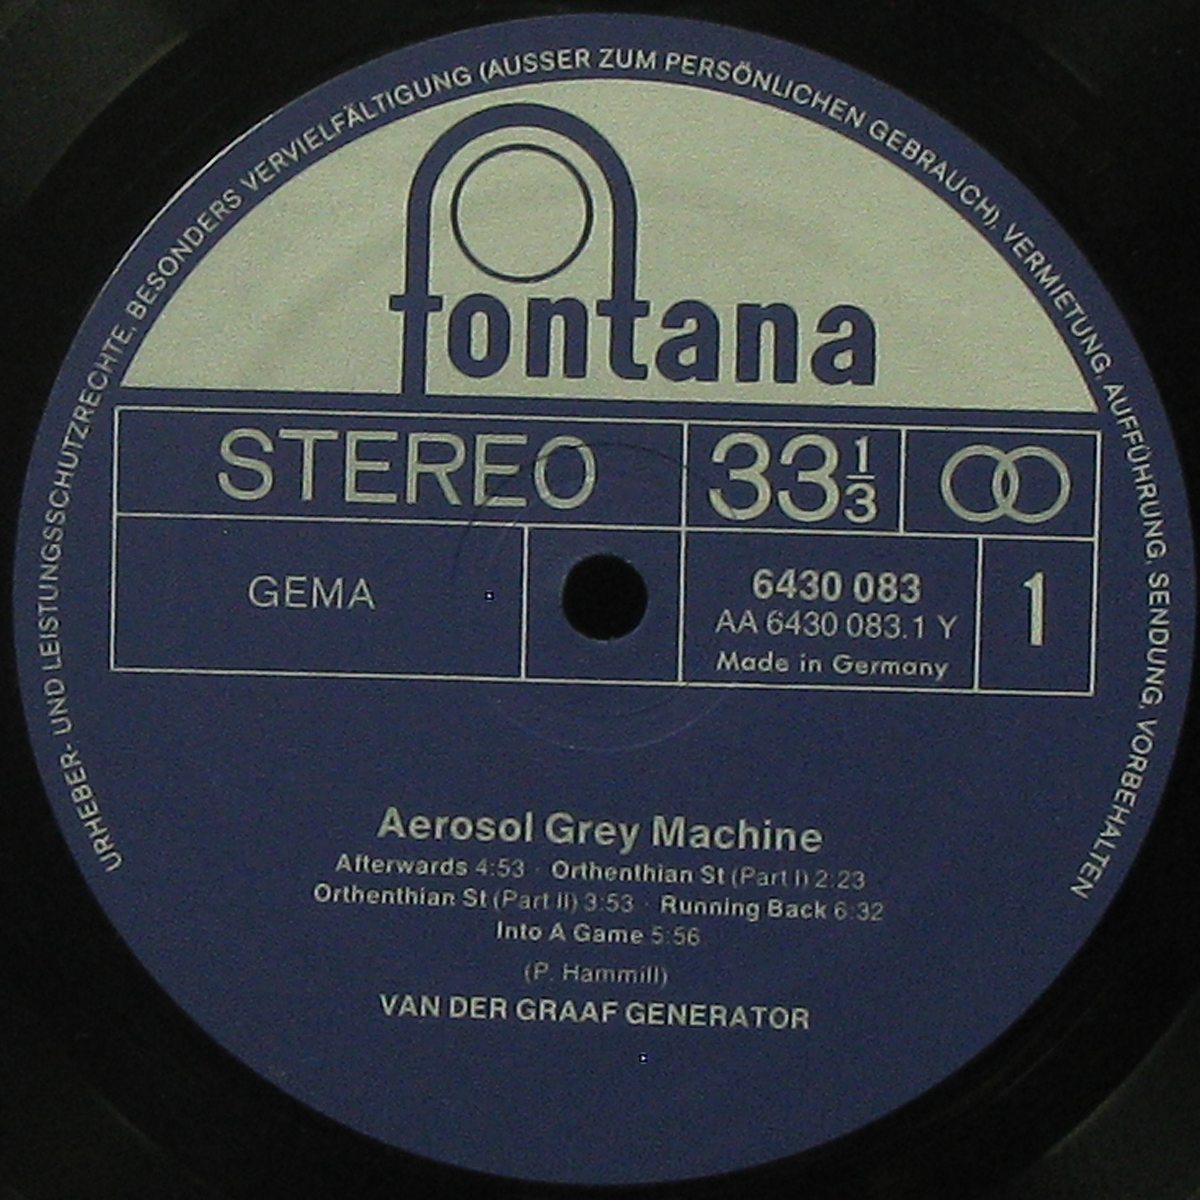 URHEBER- UND LEISTUNGSSCHUTZRECHTE, BESONDERS VERVIELFÄLTIGUNG (AUSSER ZUM PERSÖNLICHEN GEBRAUCH), VERMIETUNG, AUFFÜHRUNG, SENDUNG, VORBEHALTEN
fontana
STEREO 33 1/3
GEMA
6430 083
AA 6430 083.1 Y
Made in Germany
1
Aerosol Grey Machine
Afterwards 4:53 · Orthenthian St (Part I) 2:23
Orthenthian St (Part II) 3:53 · Running Back 6:32
Into A Game 5:56
(P. Hammill)
VAN DER GRAAF GENERATOR